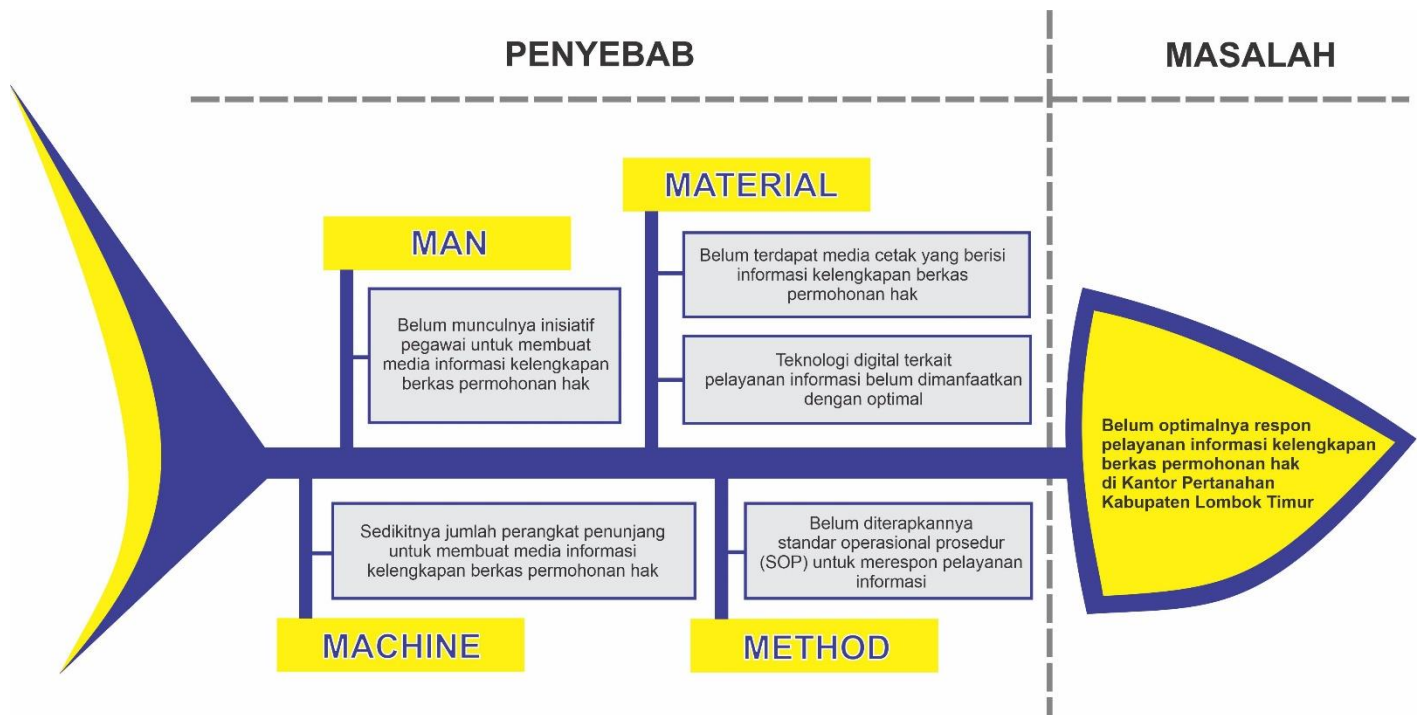 PENYEBAB
MASALAH
MATERIAL
MAN
Belum terdapat media cetak yang berisi
informasi kelengkapan berkas
permohonan hak
Belum munculnya inisiatif
pegawai untuk membuat
media informasi kelengkapan
berkas permohonan hak
Teknologi digital terkait
pelayanan informasi belum dimanfaatkan
dengan optimal
Belum optimalnya respon
pelayanan informasi kelengkapan
berkas permohonan hak
di Kantor Pertanahan
Kabupaten Lombok Timur
Sedikitnya jumlah perangkat penunjang
untuk membuat media informasi
kelengkapan berkas permohonan hak
Belum diterapkannya
standar operasional prosedur
(SOP) untuk merespon pelayanan
informasi
MACHINE
METHOD